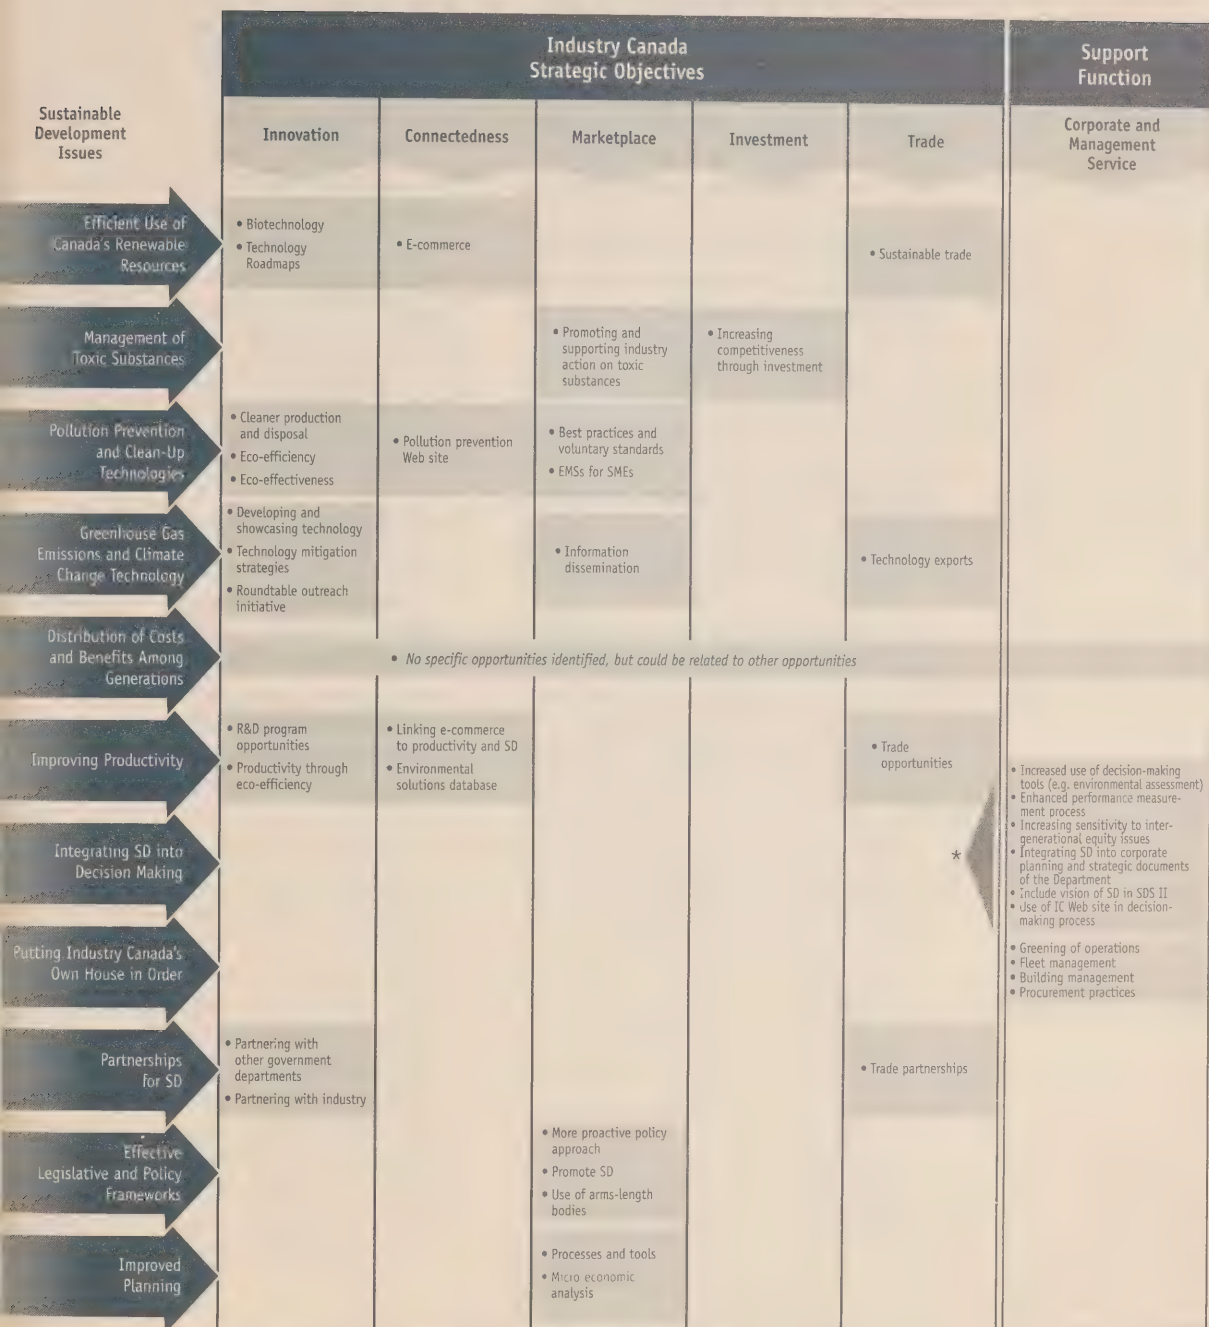 Industry Canada
Strategic Objectives
Support
Function
Sustainable
Development
Issues
Innovation
Connectedness
Marketplace
Investment
Trade
Corporate and
Management
Service
Efficient Use of
Canada's Renewable
Resources
• Biotechnology
• Technology
Roadmaps
• E-commerce
• Sustainable trade
Management of
Toxic Substances
• Promoting and
supporting industry
action on toxic
substances
• Increasing
competitiveness
through investment
Pollution Prevention
and Clean-Up
Technologies
• Cleaner production
and disposal
• Eco-efficiency
• Eco-effectiveness
• Pollution prevention
Web site
• Best practices and
voluntary standards
• EMSs for SMEs
Greenhouse Gas
Emissions and Climate
Change Technology
• Developing and
showcasing technology
• Technology mitigation
strategies
• Roundtable outreach
initiative
• Information
dissemination
• Technology exports
Distribution of Costs
and Benefits Among
Generations
• No specific opportunities identified, but could be related to other opportunities
Improving Productivity
• R&D program
opportunities
• Productivity through
eco-efficiency
• Linking e-commerce
to productivity and SD
• Environmental
solutions database
• Trade
opportunities
Integrating SD into
Decision Making
*
• Increased use of decision-making
tools (e.g. environmental assessment)
• Enhanced performance measure-
ment process
• Increasing sensitivity to inter-
generational equity issues
• Integrating SD into corporate
planning and strategic documents
of the Department
• Include vision of SD in SDS II
• Use of IC Web site in decision-
making process
Putting Industry Canada's
Own House in Order
• Greening of operations
• Fleet management
• Building management
• Procurement practices
Partnerships
for SD
• Partnering with
other government
departments
• Partnering with industry
• Trade partnerships
Effective
Legislative and Policy
Frameworks
• More proactive policy
approach
• Promote SD
• Use of arms-length
bodies
Improved
Planning
• Processes and tools
• Micro economic
analysis